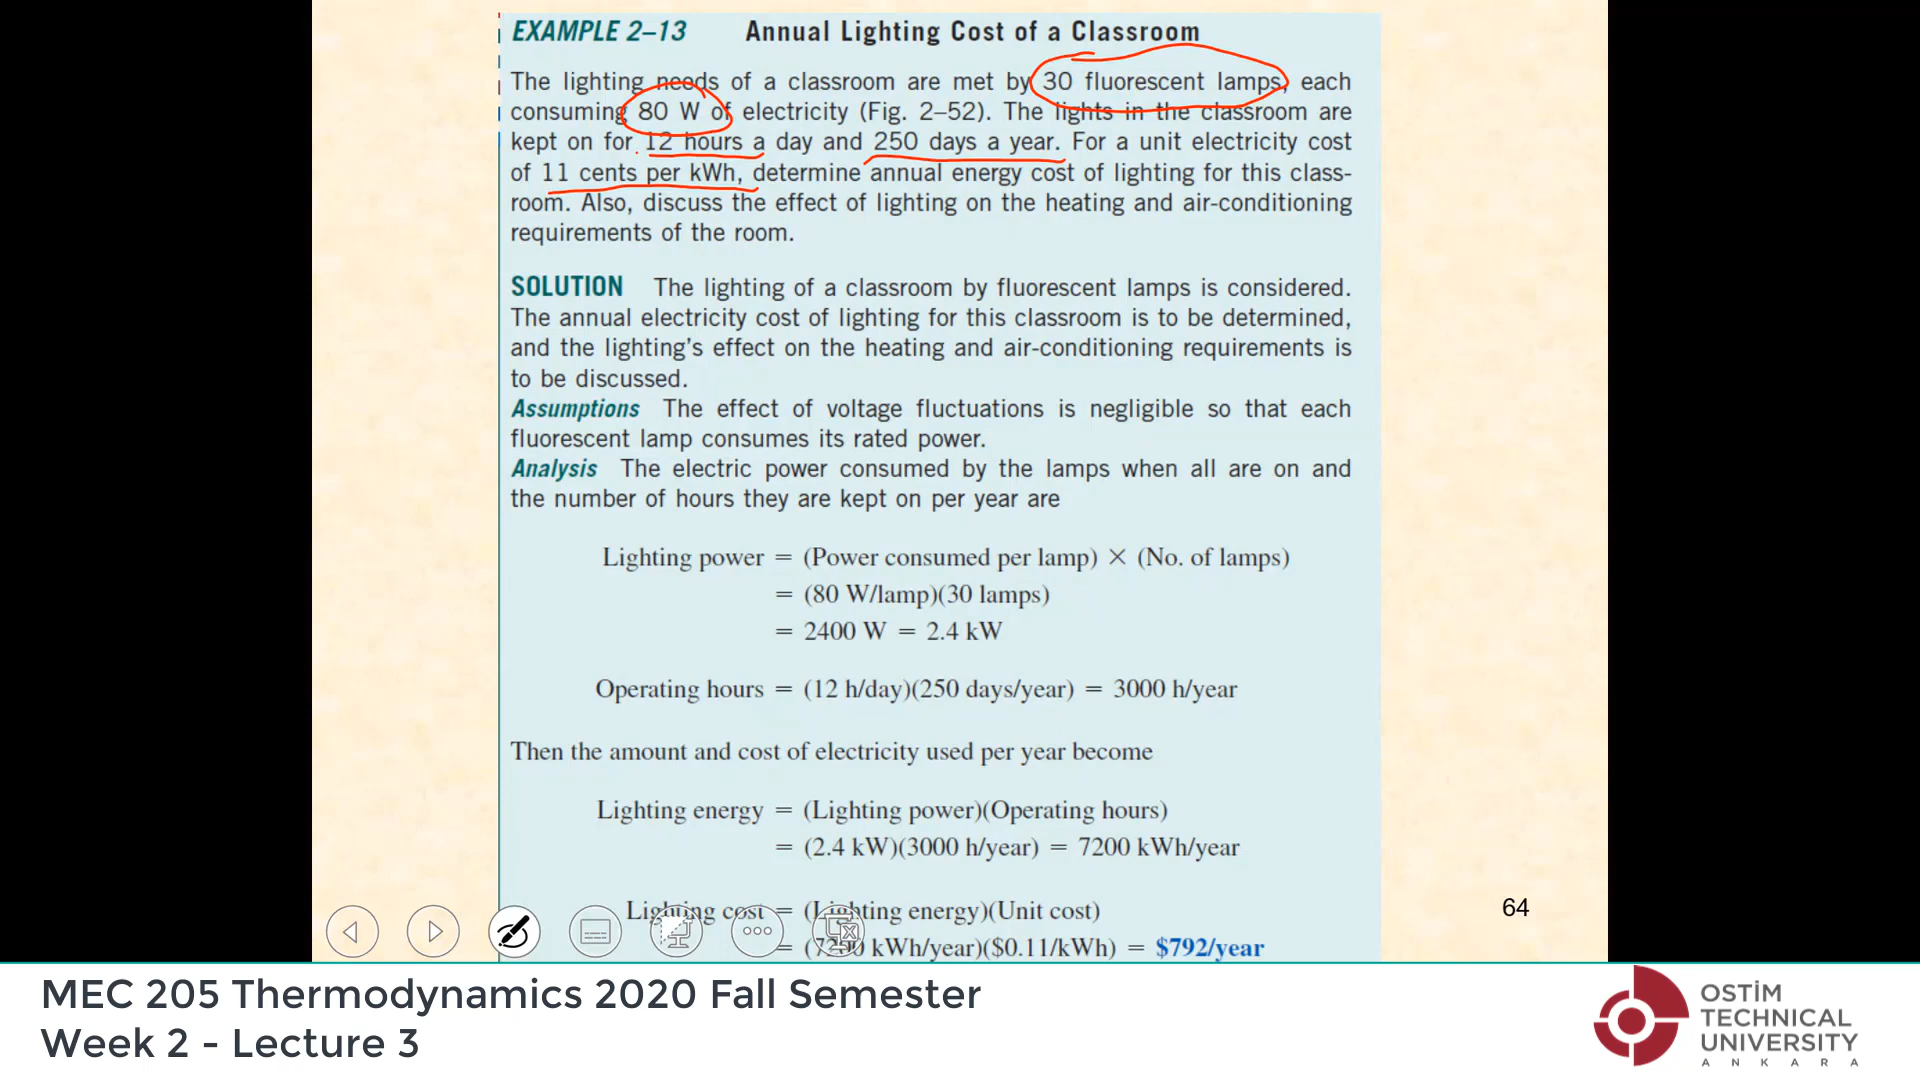 EXAMPLE 2–13 Annual Lighting Cost of a Classroom
The lighting needs of a classroom are met by 30 fluorescent lamps, each
consuming 80 W of electricity (Fig. 2–52). The lights in the classroom are
kept on for 12 hours a day and 250 days a year. For a unit electricity cost
of 11 cents per kWh, determine annual energy cost of lighting for this class-
room. Also, discuss the effect of lighting on the heating and air-conditioning
requirements of the room.
SOLUTION The lighting of a classroom by fluorescent lamps is considered.
The annual electricity cost of lighting for this classroom is to be determined,
and the lighting's effect on the heating and air-conditioning requirements is
to be discussed.
Assumptions The effect of voltage fluctuations is negligible so that each
fluorescent lamp consumes its rated power.
Analysis The electric power consumed by the lamps when all are on and
the number of hours they are kept on per year are
Lighting power = (Power consumed per lamp) × (No. of lamps)
= (80 W/lamp)(30 lamps)
= 2400 W = 2.4 kW
Operating hours = (12 h/day)(250 days/year) = 3000 h/year
Then the amount and cost of electricity used per year become
Lighting energy = (Lighting power)(Operating hours)
= (2.4 kW)(3000 h/year) = 7200 kWh/year
Lighting cost = (Lighting energy)(Unit cost)
= (7200 kWh/year)($0.11/kWh) = $792/year
64
MEC 205 Thermodynamics 2020 Fall Semester
Week 2 - Lecture 3
OSTİM
TECHNICAL
UNIVERSITY
ANKARA